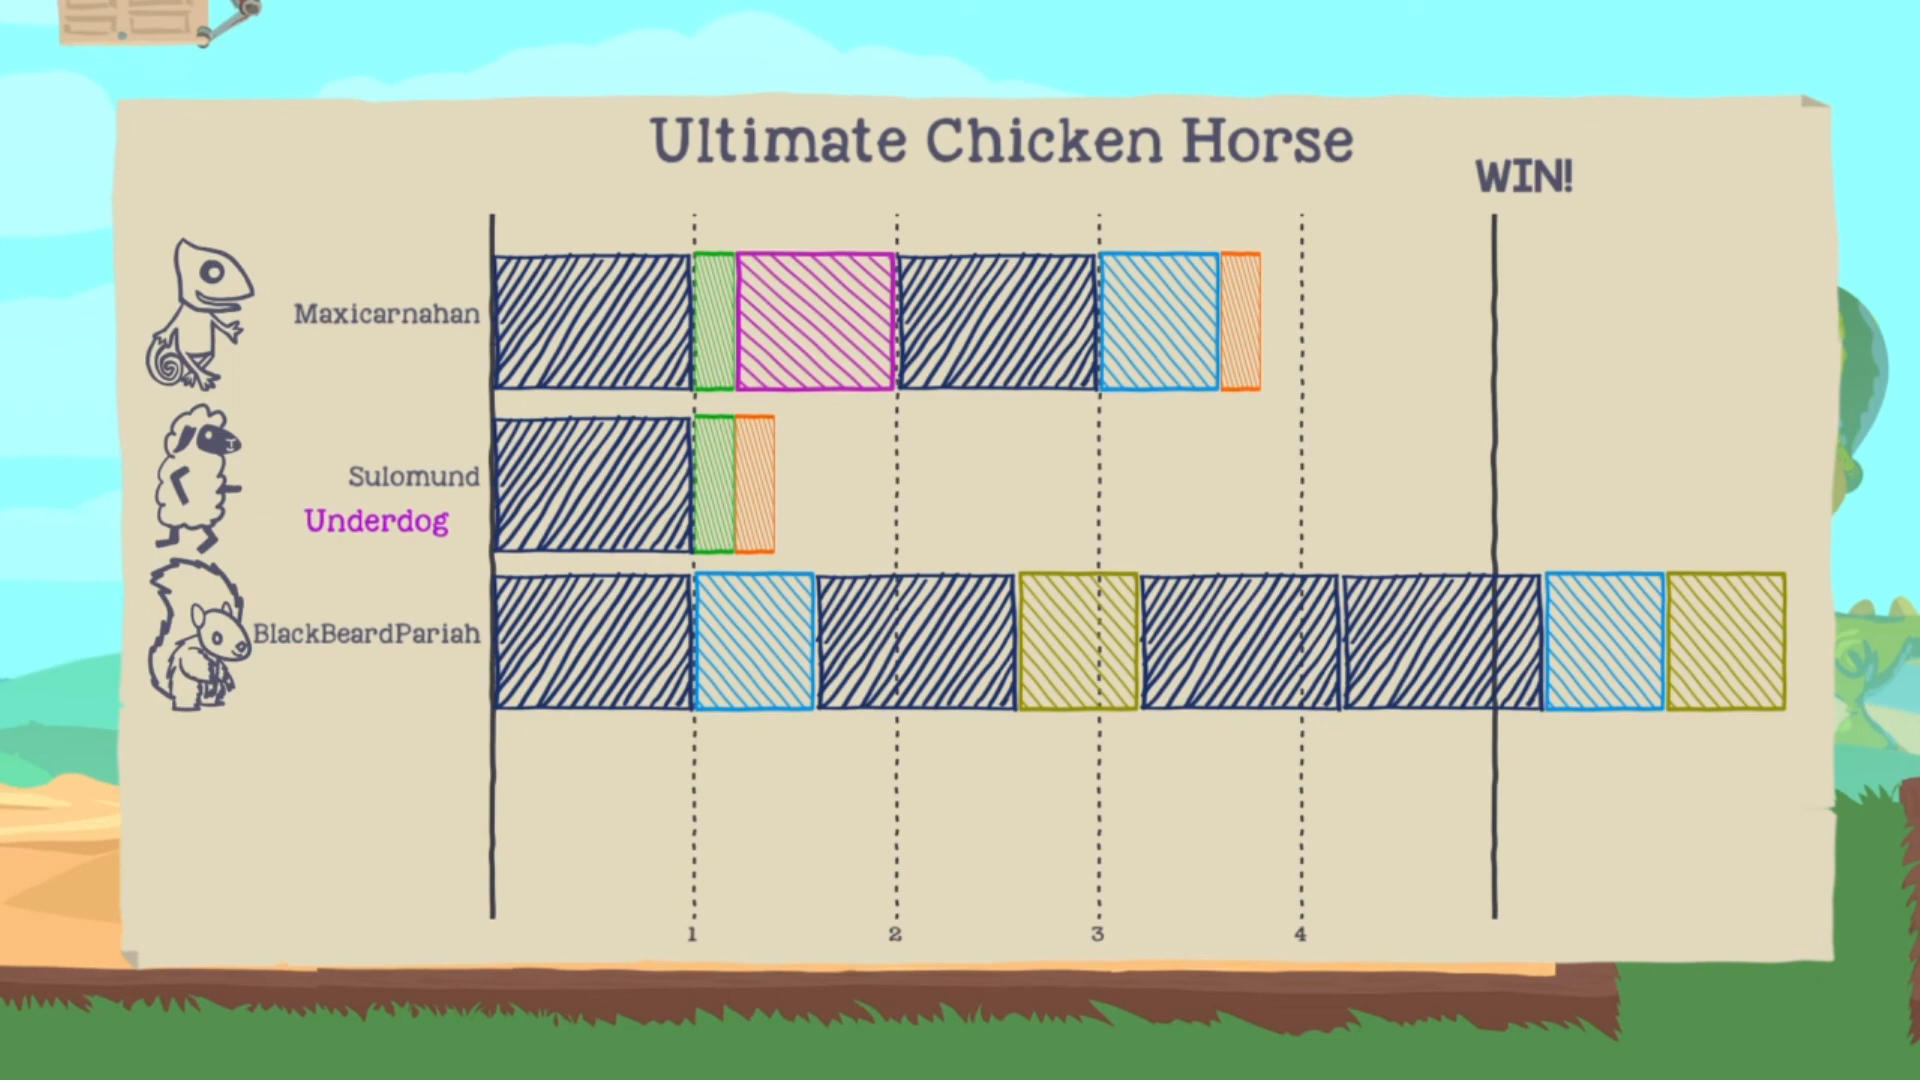 Ultimate Chicken Horse
WIN!
Maxicarnahan
Sulomund
Underdog
BlackBeardPariah
1 2 3 4